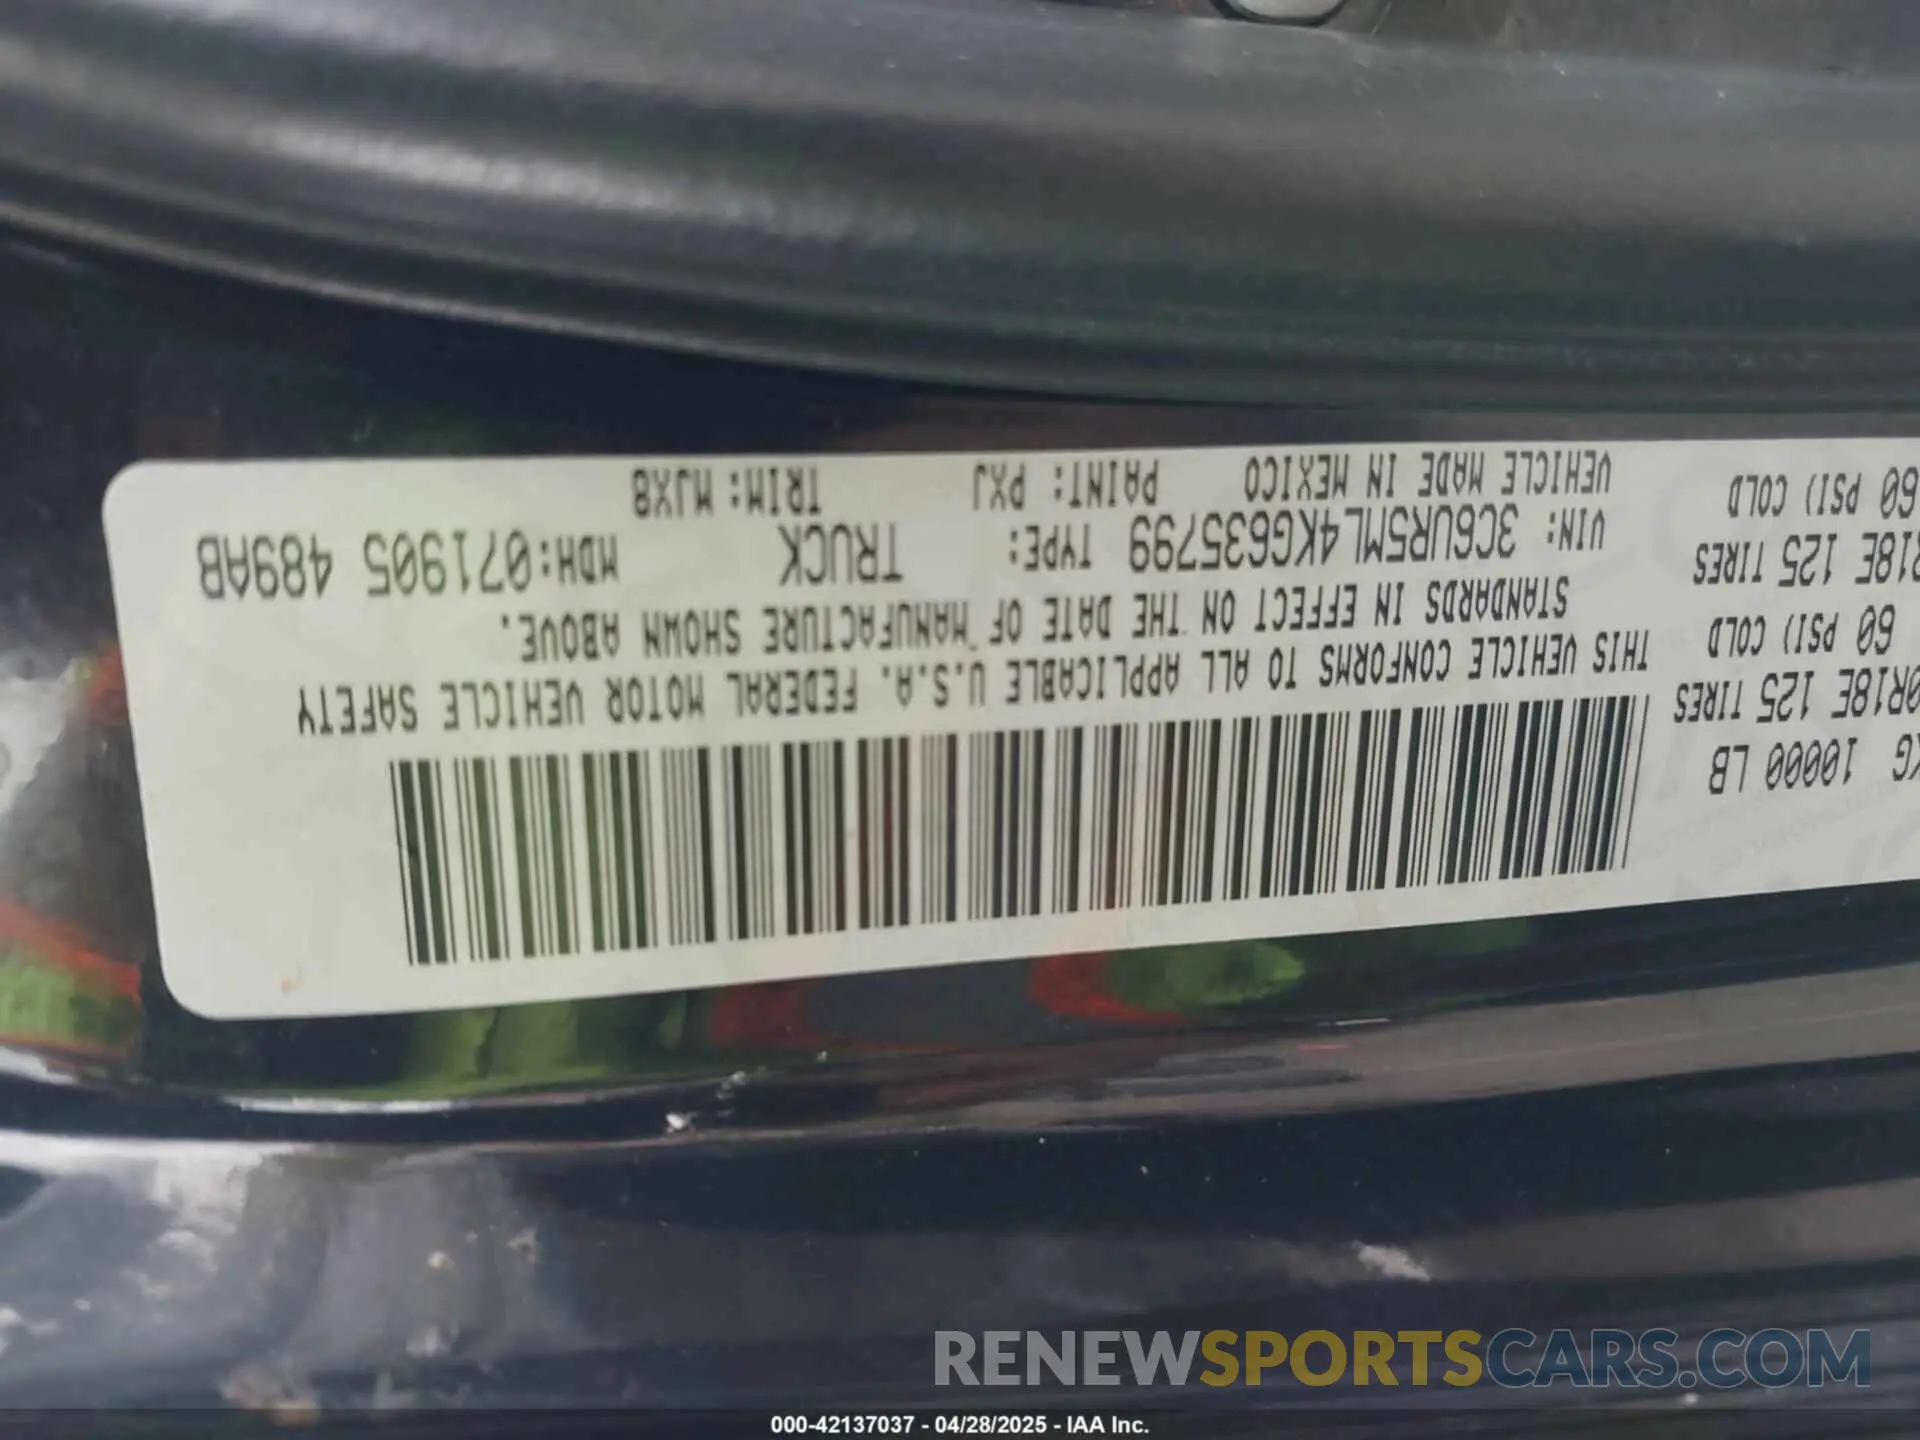 KG 10000 LB
0R18E 125 TIRES
60 PSI) COLD
R18E 125 TIRES
60 PSI) COLD
THIS VEHICLE CONFORMS TO ALL APPLICABLE U.S.A. FEDERAL MOTOR VEHICLE SAFETY
STANDARDS IN EFFECT ON THE DATE OF MANUFACTURE SHOWN ABOVE.
VIN: 3C6UR5ML4KG635799 TYPE: TRUCK MDH:071905 489AB
VEHICLE MADE IN MEXICO PAINT: PXJ TRIM: MJX8
RENEWSPORTSCARS.COM
000-42137037 - 04/28/2025 - IAA Inc.